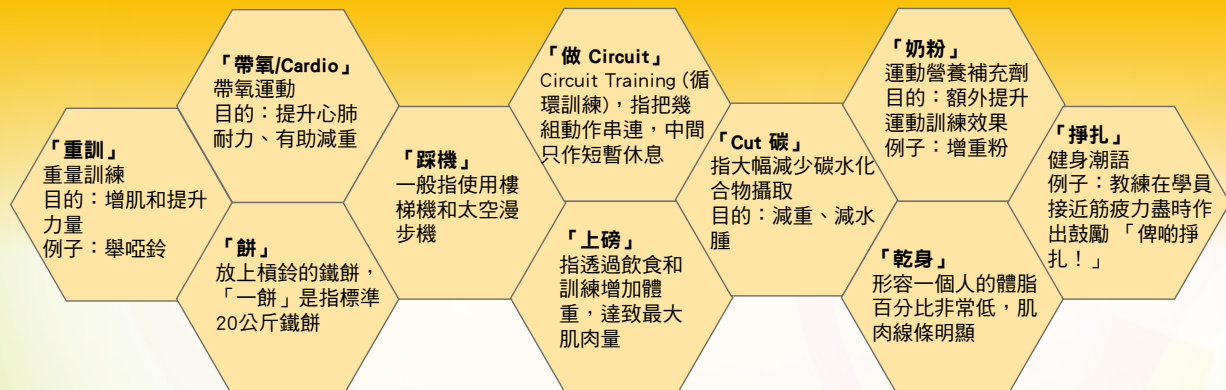 「重訓」
重量訓練
目的：增肌和提升
力量
例子：舉啞鈴
「帶氧/Cardio」
帶氧運動
目的：提升心肺
耐力、有助減重
「餅」
放上槓鈴的鐵餅，
「一餅」是指標準
20公斤鐵餅
「踩機」
一般指使用樓
梯機和太空漫
步機
「做 Circuit」
Circuit Training (循
環訓練)，指把幾
組動作串連，中間
只作短暫休息
「上磅」
指透過飲食和
訓練增加體
重，達致最大
肌肉量
「Cut 碳」
指大幅減少碳水化
合物攝取
目的：減重、減水
腫
「奶粉」
運動營養補充劑
目的：額外提升
運動訓練效果
例子：增重粉
「乾身」
形容一個人的體脂
百分比非常低，肌
肉線條明顯
「掙扎」
健身潮語
例子：教練在學員
接近筋疲力盡時作
出鼓勵 「俾啲掙
扎！」